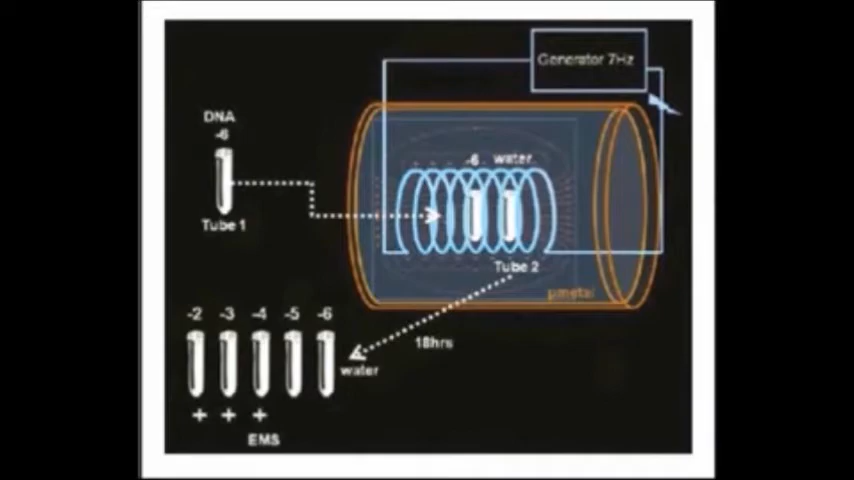 Generator 7Hz
DNA
-6
-6 water
Tube 1
Tube 2
µmetal
-2 -3 -4 -5 -6
18hrs
water
+ + +
EMS